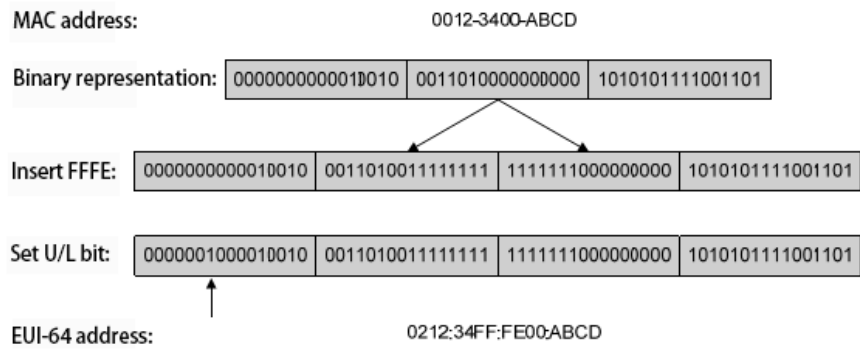 MAC address: 0012-3400-ABCD
Binary representation: 0000000000010010 0011010000000000 1010101111001101
Insert FFFE: 0000000000010010 0011010011111111 1111111000000000 1010101111001101
Set U/L bit: 0000001000010010 0011010011111111 1111111000000000 1010101111001101
EUI-64 address: 0212:34FF:FE00:ABCD